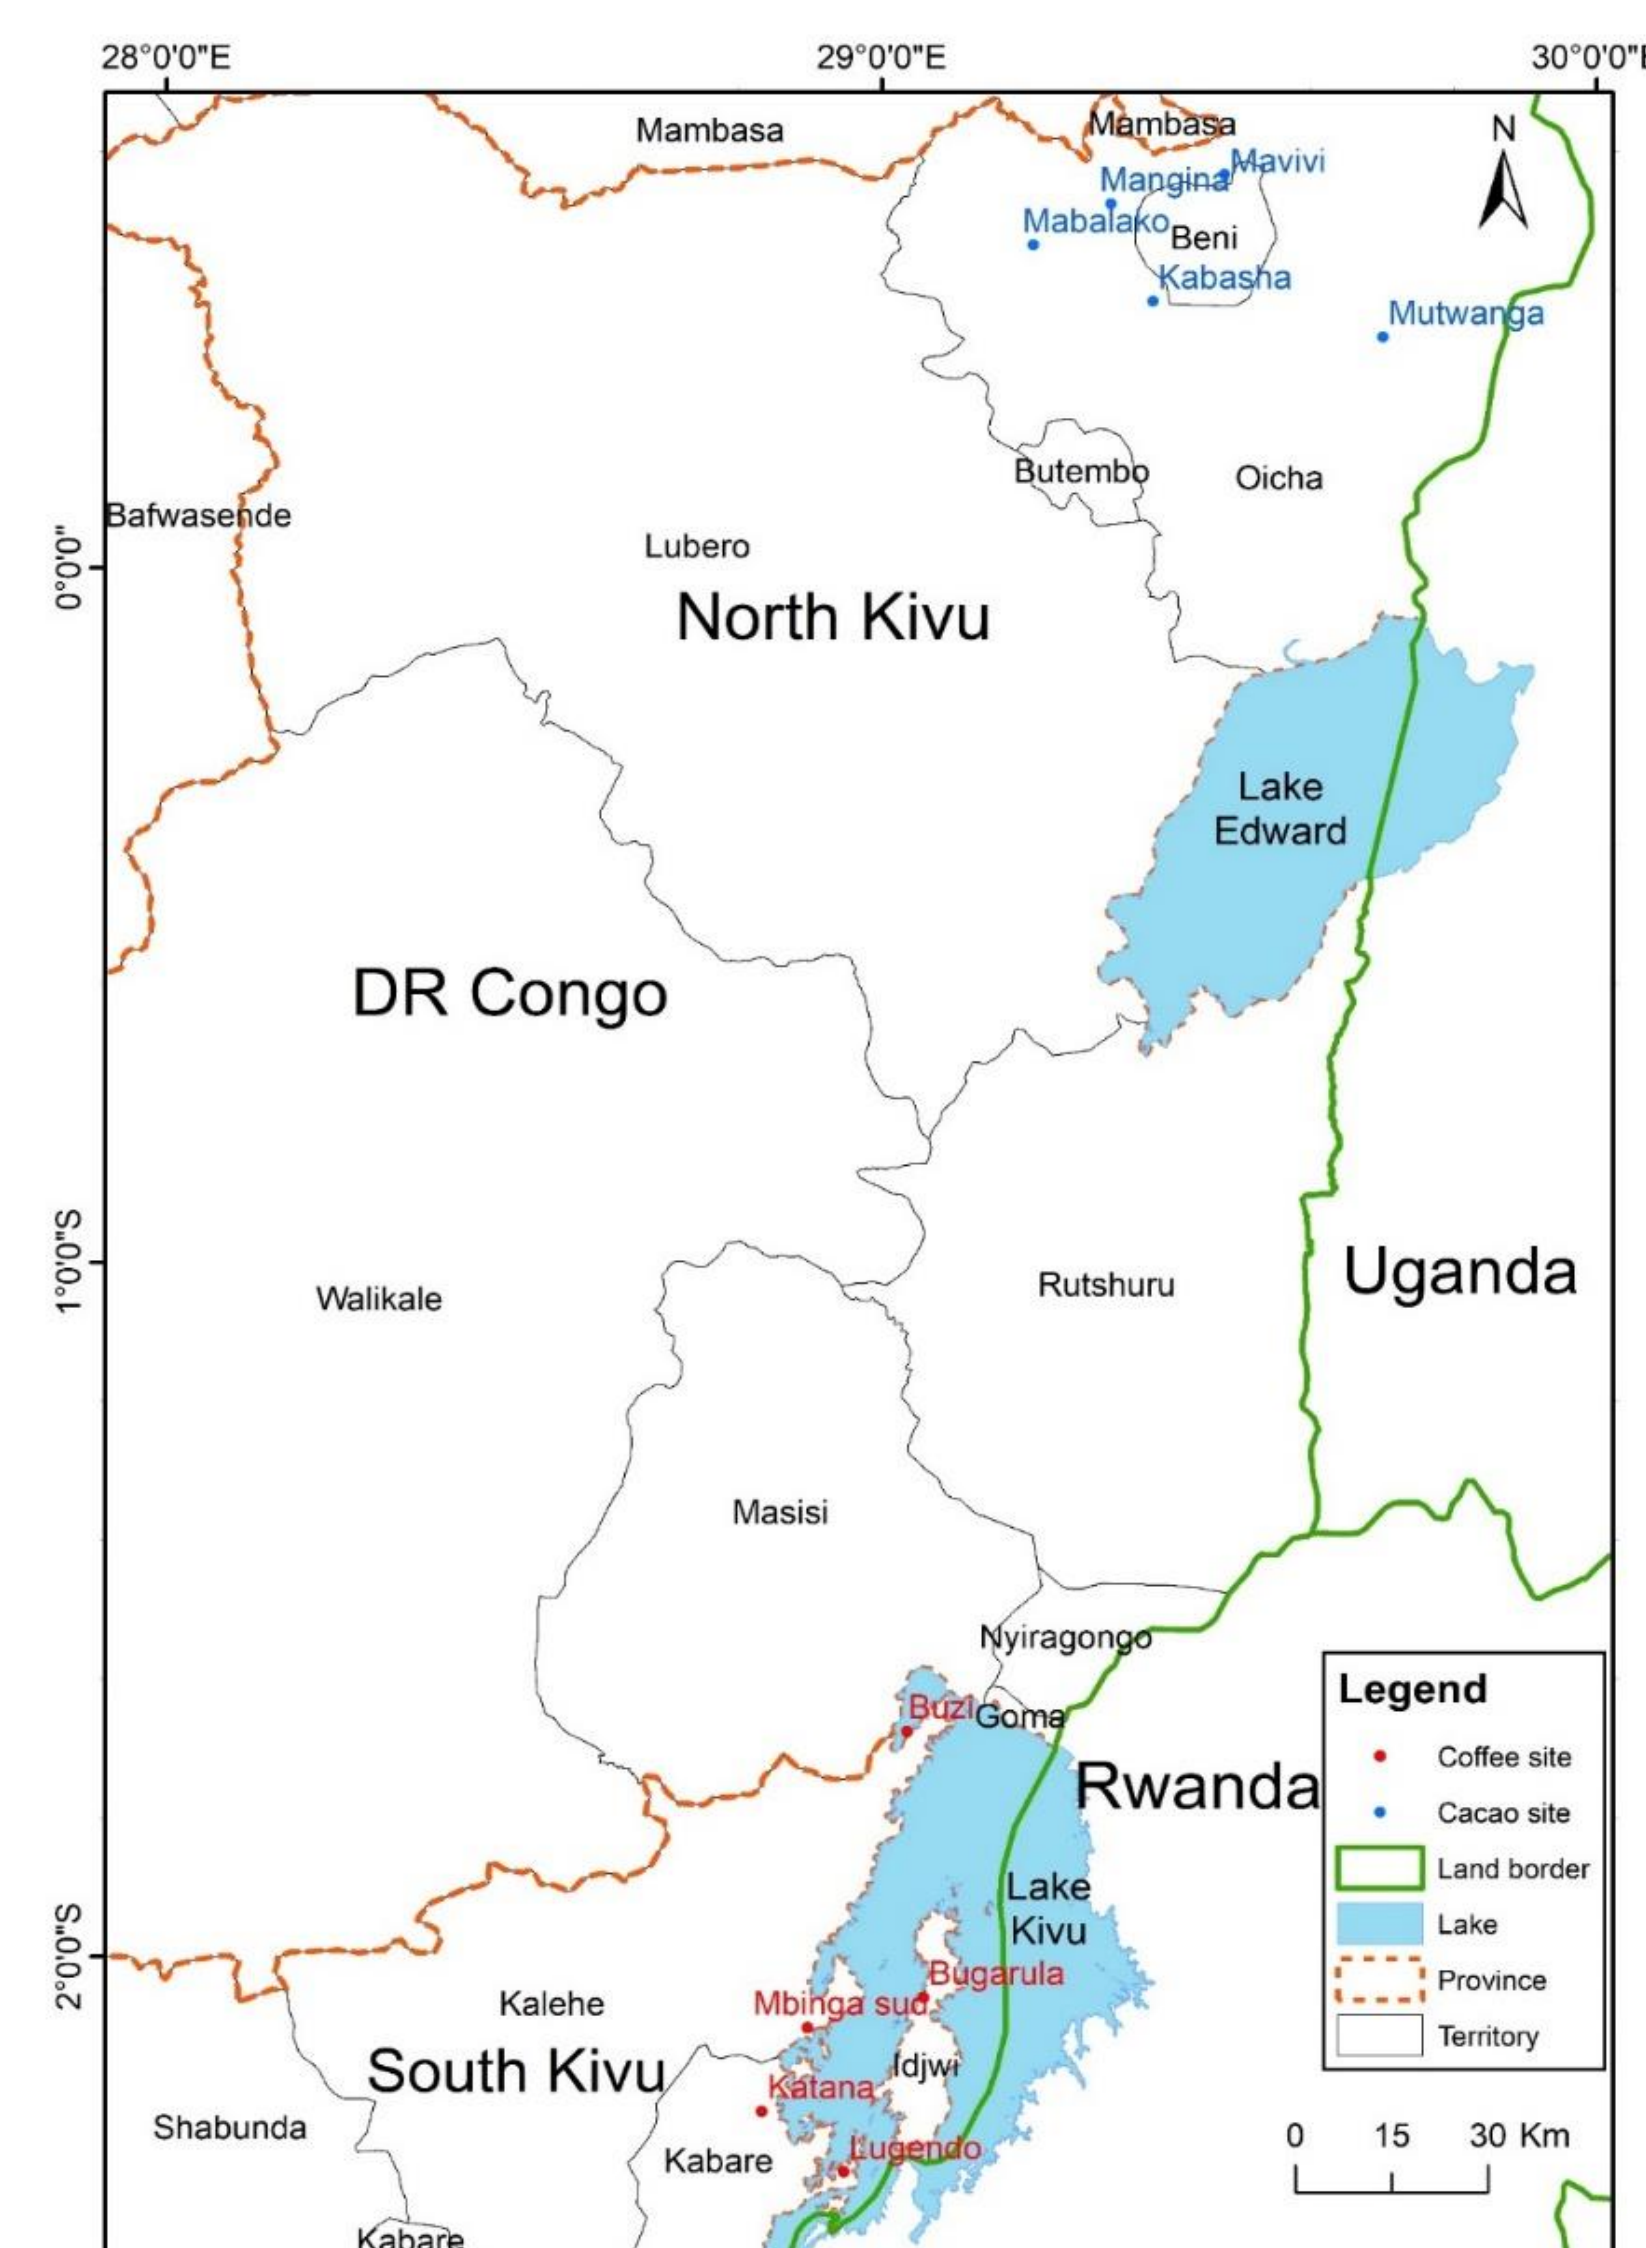 28°0'0"E
29°0'0"E
30°0'0"E
Mambasa
Mambasa
N
Mavivi
Mangina
Mabalako
Beni
Kabasha
Mutwanga
Butembo
Oicha
Bafwasende
Lubero
0°0'0"
North Kivu
Lake
Edward
DR Congo
1°0'0"S
Walikale
Rutshuru
Uganda
Masisi
Nyiragongo
Buzi
Goma
Rwanda
Legend
Coffee site
Cacao site
Land border
Lake
Province
Territory
Lake
Kivu
2°0'0"S
Bugarula
Kalehe
Mbinga sud
South Kivu
Idjwi
Katana
Shabunda
Lugendo
Kabare
0 15 30 Km
Kabare